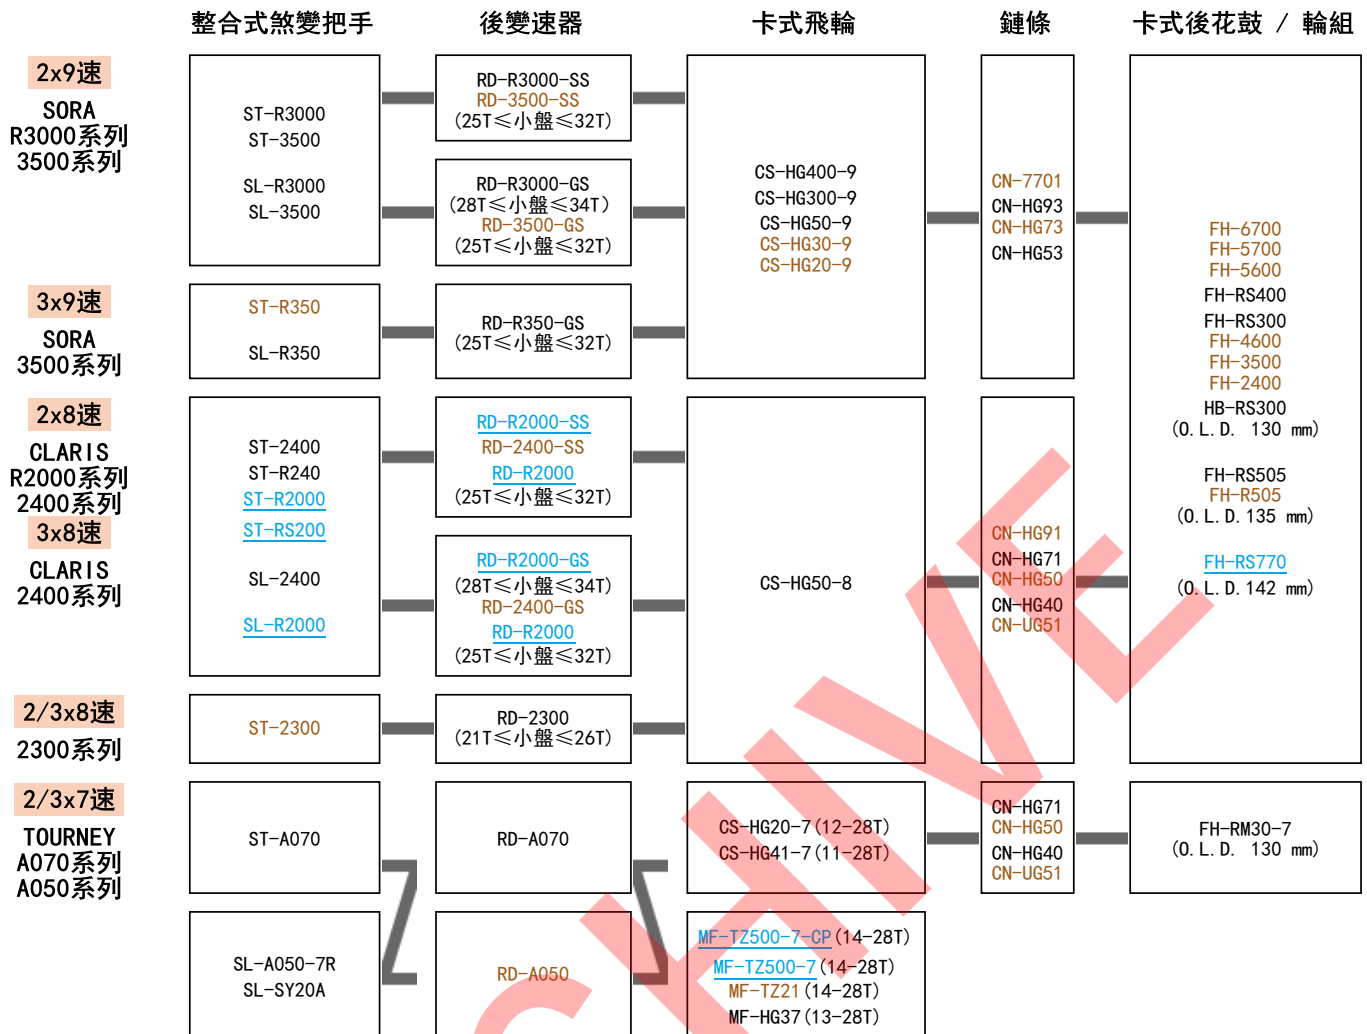 整合式煞變把手
後變速器
卡式飛輪
鏈條
卡式後花鼓 / 輪組
2x9速
SORA
R3000系列
3500系列
ST-R3000
ST-3500
SL-R3000
SL-3500
RD-R3000-SS
RD-3500-SS
(25T≤小盤≤32T)
RD-R3000-GS
(28T≤小盤≤34T)
RD-3500-GS
(25T≤小盤≤32T)
CS-HG400-9
CS-HG300-9
CS-HG50-9
CS-HG30-9
CS-HG20-9
CN-7701
CN-HG93
CN-HG73
CN-HG53
FH-6700
FH-5700
FH-5600
FH-RS400
FH-RS300
FH-4600
FH-3500
FH-2400
HB-RS300
(O.L.D. 130 mm)
FH-RS505
FH-R505
(O.L.D.135 mm)
FH-RS770
(O.L.D.142 mm)
3x9速
SORA
3500系列
ST-R350
SL-R350
RD-R350-GS
(25T≤小盤≤32T)
2x8速
CLARIS
R2000系列
2400系列
3x8速
CLARIS
2400系列
ST-2400
ST-R240
ST-R2000
ST-RS200
SL-2400
SL-R2000
RD-R2000-SS
RD-2400-SS
RD-R2000
(25T≤小盤≤32T)
RD-R2000-GS
(28T≤小盤≤34T)
RD-2400-GS
RD-R2000
(25T≤小盤≤32T)
CS-HG50-8
CN-HG91
CN-HG71
CN-HG50
CN-HG40
CN-UG51
2/3x8速
2300系列
ST-2300
RD-2300
(21T≤小盤≤26T)
2/3x7速
TOURNEY
A070系列
A050系列
ST-A070
RD-A070
CS-HG20-7(12-28T)
CS-HG41-7(11-28T)
CN-HG71
CN-HG50
CN-HG40
CN-UG51
FH-RM30-7
(O.L.D. 130 mm)
SL-A050-7R
SL-SY20A
RD-A050
MF-TZ500-7-CP(14-28T)
MF-TZ500-7(14-28T)
MF-TZ21(14-28T)
MF-HG37(13-28T)
CHIVE